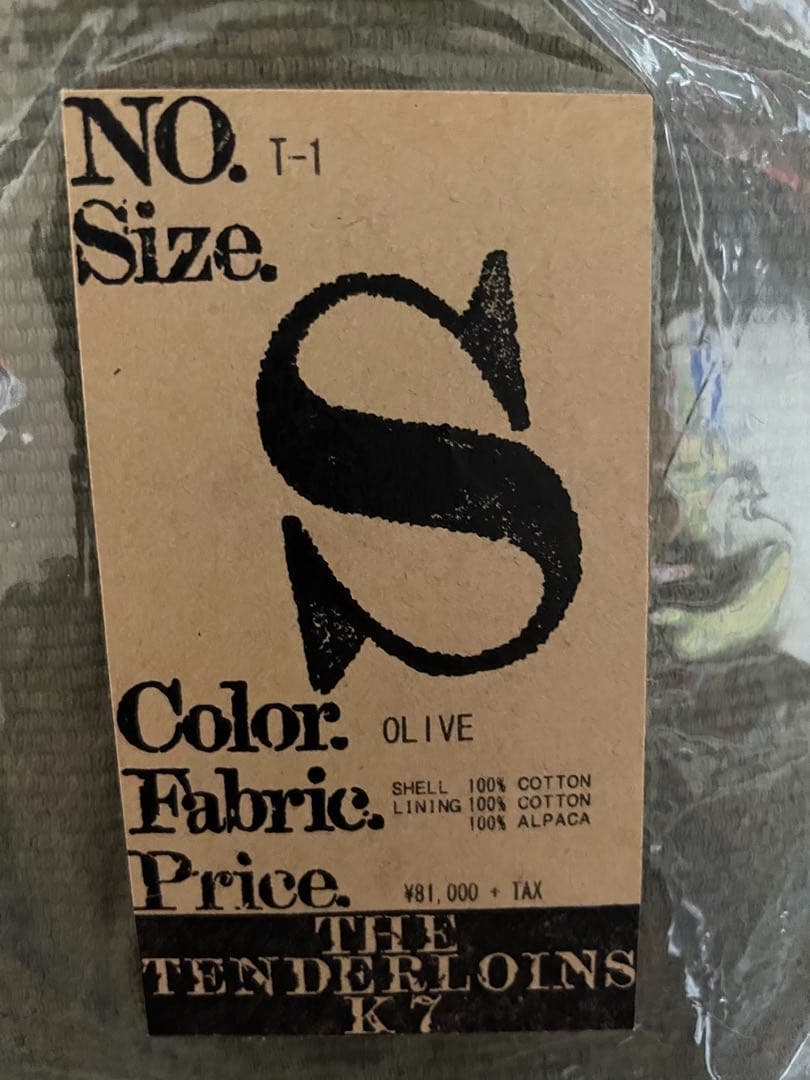 NO. T-1
Size.
S
Color. OLIVE
Fabric. SHELL 100% COTTON
LINING 100% COTTON
100% ALPACA
Price. ¥81,000 + TAX
THE
TENDERLOINS
K7